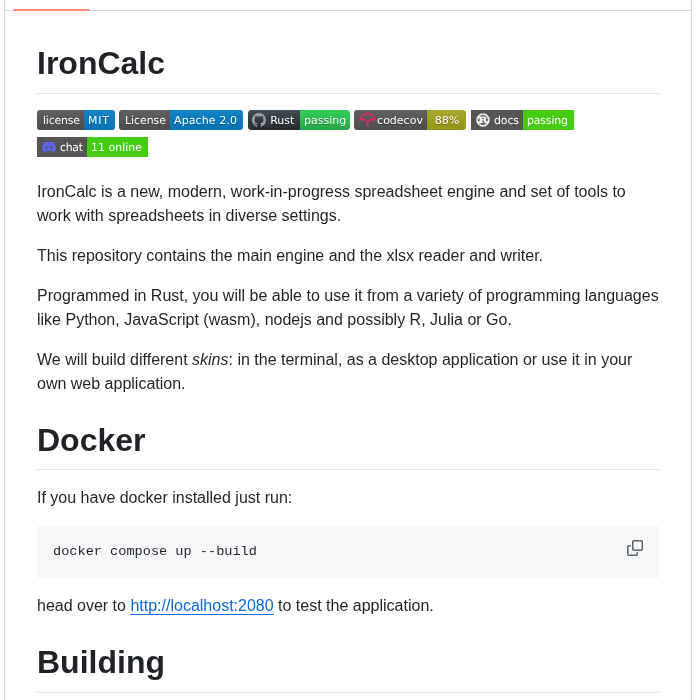 IronCalc
license MIT License Apache 2.0 Rust passing codecov 88% docs passing
chat 11 online
IronCalc is a new, modern, work-in-progress spreadsheet engine and set of tools to
work with spreadsheets in diverse settings.
This repository contains the main engine and the xlsx reader and writer.
Programmed in Rust, you will be able to use it from a variety of programming languages
like Python, JavaScript (wasm), nodejs and possibly R, Julia or Go.
We will build different skins: in the terminal, as a desktop application or use it in your
own web application.
Docker
If you have docker installed just run:
docker compose up --build
head over to http://localhost:2080 to test the application.
Building